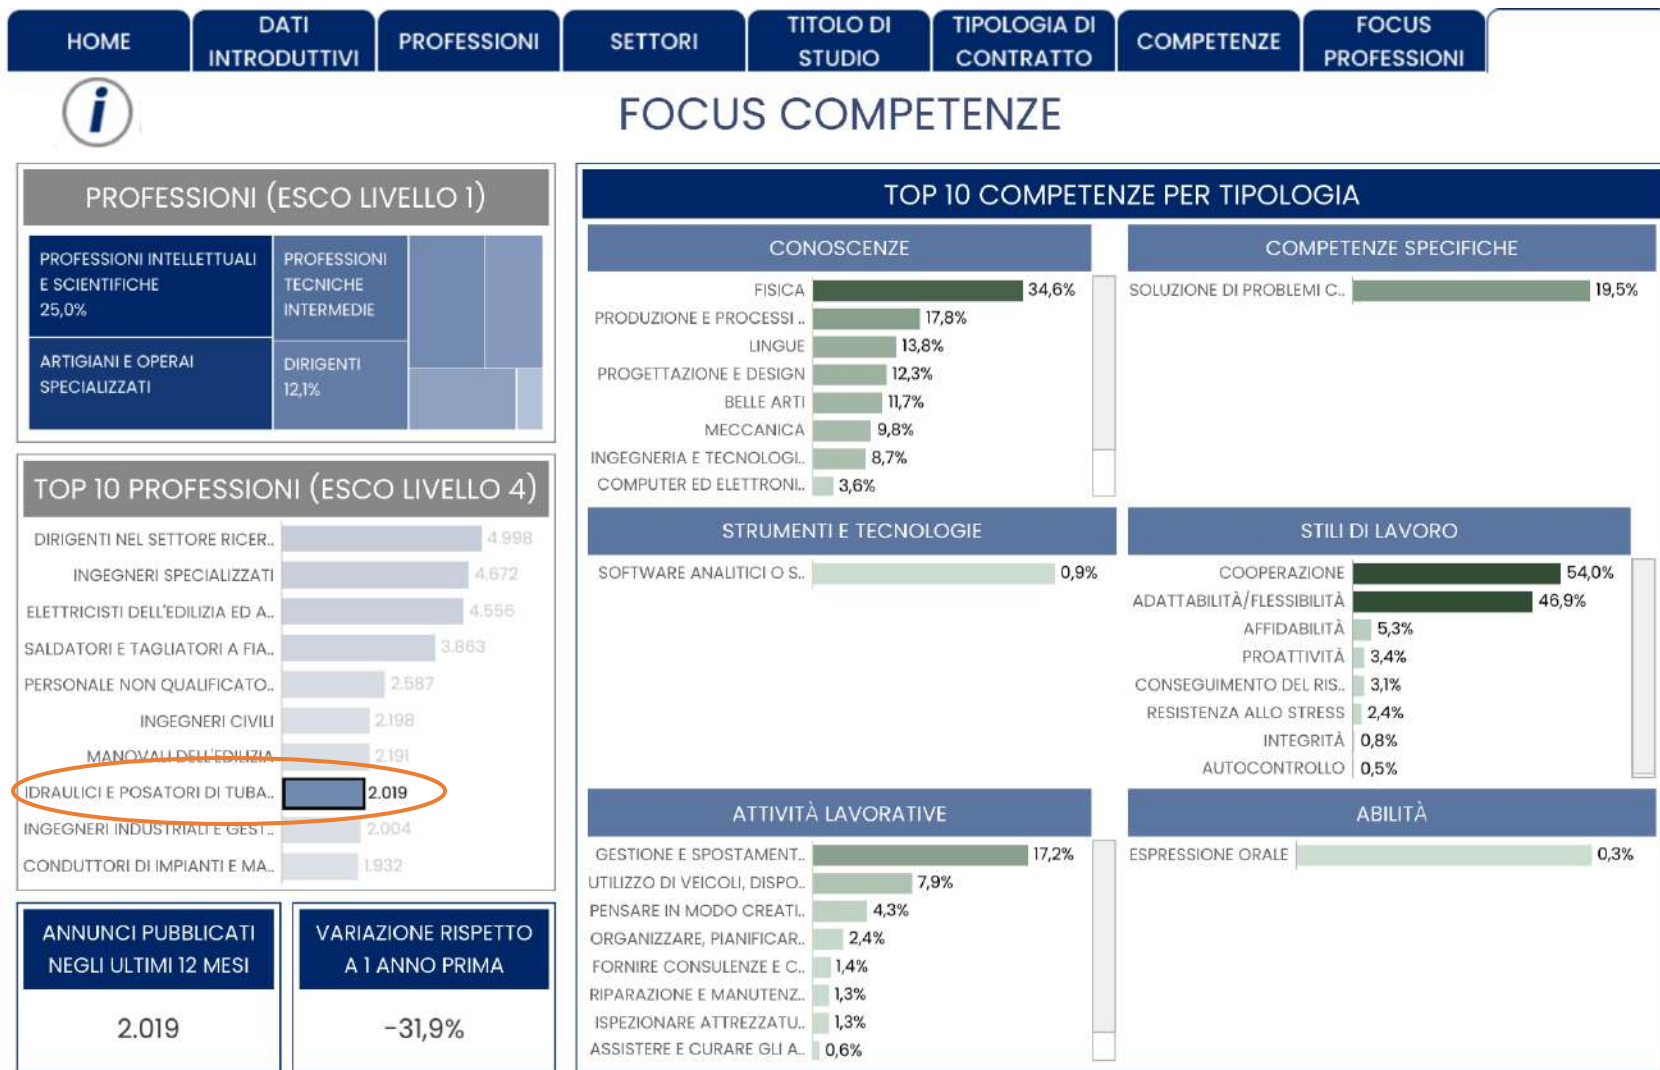 HOME
DATI
INTRODUTTIVI
PROFESSIONI
SETTORI
TITOLO DI
STUDIO
TIPOLOGIA DI
CONTRATTO
COMPETENZE
FOCUS
PROFESSIONI
i
FOCUS COMPETENZE
PROFESSIONI (ESCO LIVELLO 1)
PROFESSIONI INTELLETTUALI
E SCIENTIFICHE
25,0%
PROFESSIONI
TECNICHE
INTERMEDIE
ARTIGIANI E OPERAI
SPECIALIZZATI
DIRIGENTI
12,1%
TOP 10 PROFESSIONI (ESCO LIVELLO 4)
DIRIGENTI NEL SETTORE RICER.. 4.998
INGEGNERI SPECIALIZZATI 4.672
ELETTRICISTI DELL'EDILIZIA ED A.. 4.556
SALDATORI E TAGLIATORI A FIA.. 3.863
PERSONALE NON QUALIFICATO.. 2.587
INGEGNERI CIVILI 2.198
MANOVALI DELL'EDILIZIA 2.191
IDRAULICI E POSATORI DI TUBA.. 2.019
INGEGNERI INDUSTRIALI E GEST.. 2.004
CONDUTTORI DI IMPIANTI E MA.. 1.932
ANNUNCI PUBBLICATI
NEGLI ULTIMI 12 MESI
2.019
VARIAZIONE RISPETTO
A 1 ANNO PRIMA
-31,9%
TOP 10 COMPETENZE PER TIPOLOGIA
CONOSCENZE
FISICA 34,6%
PRODUZIONE E PROCESSI .. 17,8%
LINGUE 13,8%
PROGETTAZIONE E DESIGN 12,3%
BELLE ARTI 11,7%
MECCANICA 9,8%
INGEGNERIA E TECNOLOGI.. 8,7%
COMPUTER ED ELETTRONI.. 3,6%
COMPETENZE SPECIFICHE
SOLUZIONE DI PROBLEMI C.. 19,5%
STRUMENTI E TECNOLOGIE
SOFTWARE ANALITICI O S.. 0,9%
STILI DI LAVORO
COOPERAZIONE 54,0%
ADATTABILITÀ/FLESSIBILITÀ 46,9%
AFFIDABILITÀ 5,3%
PROATTIVITÀ 3,4%
CONSEGUIMENTO DEL RIS.. 3,1%
RESISTENZA ALLO STRESS 2,4%
INTEGRITÀ 0,8%
AUTOCONTROLLO 0,5%
ATTIVITÀ LAVORATIVE
GESTIONE E SPOSTAMENT.. 17,2%
UTILIZZO DI VEICOLI, DISPO.. 7,9%
PENSARE IN MODO CREATI.. 4,3%
ORGANIZZARE, PIANIFICAR.. 2,4%
FORNIRE CONSULENZE E C.. 1,4%
RIPARAZIONE E MANUTENZ.. 1,3%
ISPEZIONARE ATTREZZATU.. 1,3%
ASSISTERE E CURARE GLI A.. 0,6%
ABILITÀ
ESPRESSIONE ORALE 0,3%